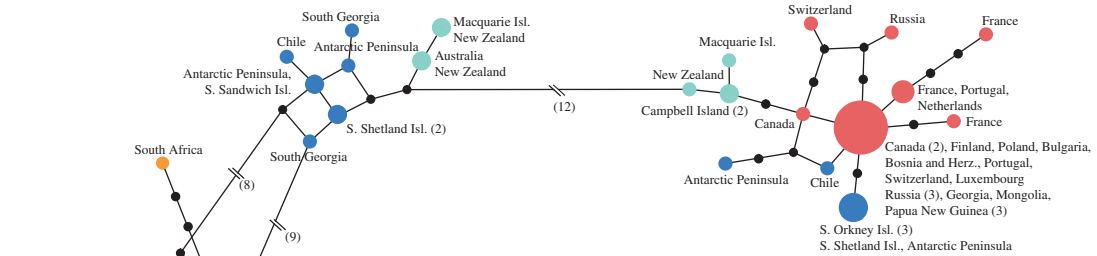 South Georgia
Macquarie Isl.
New Zealand
Chile
Antarctic Peninsula
Australia
New Zealand
Antarctic Peninsula,
S. Sandwich Isl.
S. Shetland Isl. (2)
South Georgia
South Africa
(8)
(9)
(12)
Switzerland
Russia
France
Macquarie Isl.
New Zealand
Campbell Island (2)
France, Portugal,
Netherlands
Canada
France
Canada (2), Finland, Poland, Bulgaria,
Bosnia and Herz., Portugal,
Switzerland, Luxembourg
Russia (3), Georgia, Mongolia,
Papua New Guinea (3)
Antarctic Peninsula
Chile
S. Orkney Isl. (3)
S. Shetland Isl., Antarctic Peninsula